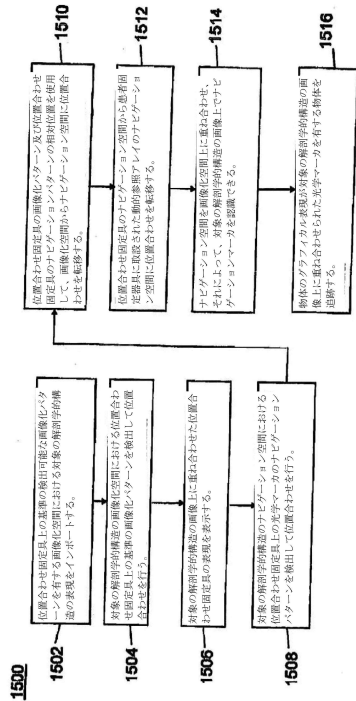 1500
1502
位置合わせ固定具上の基準の検出可能な画像化パタ
ーンを有する画像化空間における対象の解剖学的構
造の表現をインポートする。
1504
対象の解剖学的構造の画像化空間における位置合わ
せ固定具上の基準の画像化パターンを検出して位置
合わせを行う。
1506
対象の解剖学的構造の画像上に重ね合わせた位置合
わせ固定具の表現を表示する。
1508
対象の解剖学的構造のナビゲーション空間における
位置合わせ固定具上の光学マーカのナビゲーション
パターンを検出して位置合わせを行う。
1510
位置合わせ固定具の画像化パターン及び位置合わせ
固定具のナビゲーションパターンの相対位置を使用
して、画像化空間からナビゲーション空間に位置合
わせを転移する。
1512
位置合わせ固定具のナビゲーション空間から患者固
定器具に取設された動的参照アレイのナビゲーショ
ン空間に位置合わせを転移する。
1514
ナビゲーション空間を画像化空間上に重ね合わせ、
それによって、対象の解剖学的構造の画像上でナビ
ゲーションマーカを認識できる。
1516
物体のグラフィカル表現が対象の解剖学的構造の画
像上に重ね合わせられた光学マーカを有する物体を
追跡する。